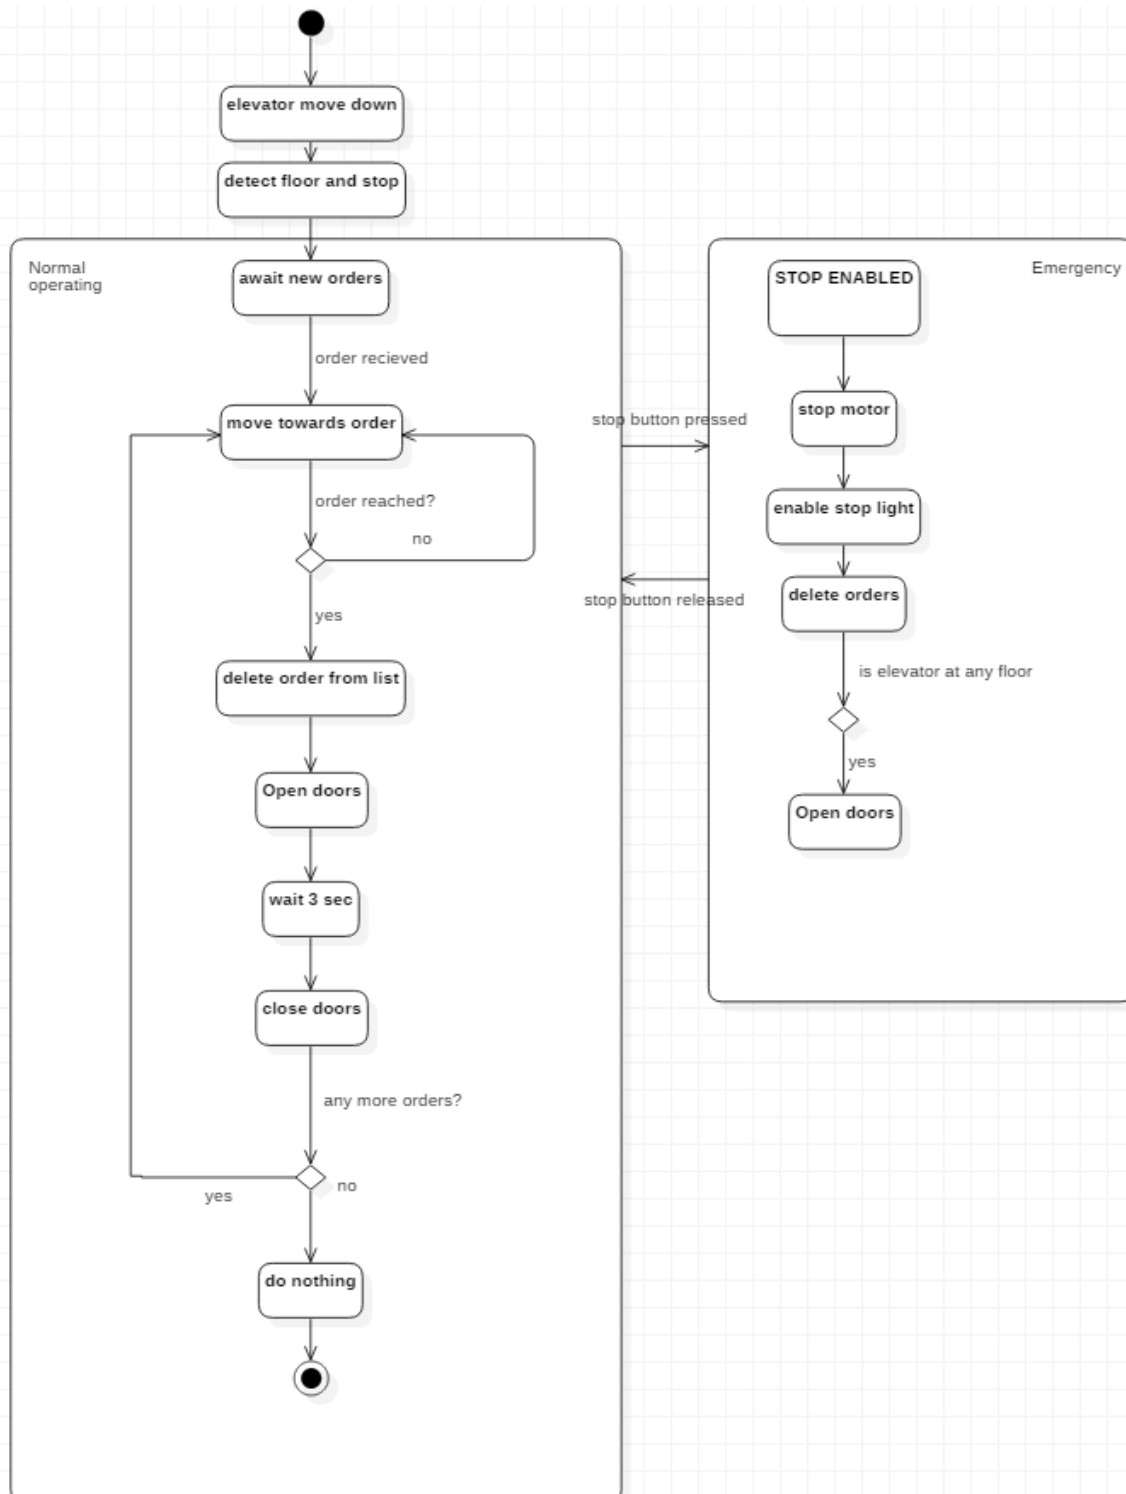 elevator move down
detect floor and stop
Normal
operating
await new orders
order recieved
move towards order
order reached?
no
yes
delete order from list
Open doors
wait 3 sec
close doors
any more orders?
yes
no
do nothing
stop button pressed
stop button released
Emergency
STOP ENABLED
stop motor
enable stop light
delete orders
is elevator at any floor
yes
Open doors